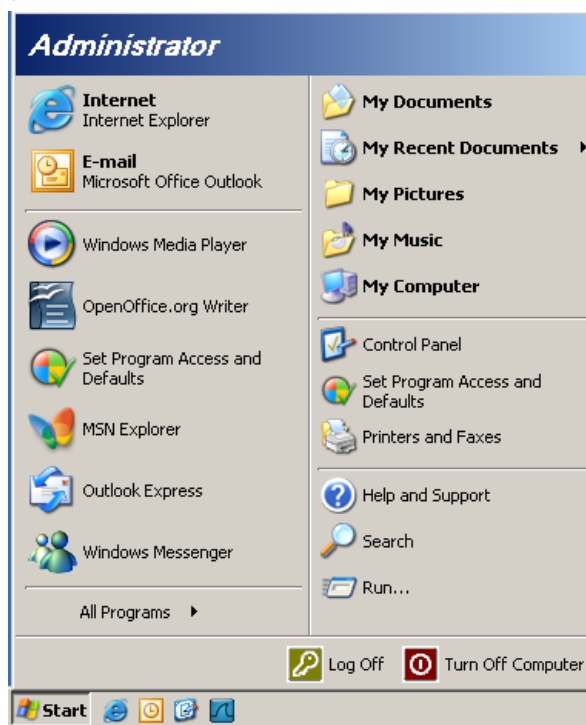 Administrator
Internet
Internet Explorer
E-mail
Microsoft Office Outlook
Windows Media Player
OpenOffice.org Writer
Set Program Access and
Defaults
MSN Explorer
Outlook Express
Windows Messenger
All Programs
My Documents
My Recent Documents
My Pictures
My Music
My Computer
Control Panel
Set Program Access and
Defaults
Printers and Faxes
Help and Support
Search
Run...
Log Off
Turn Off Computer
Start